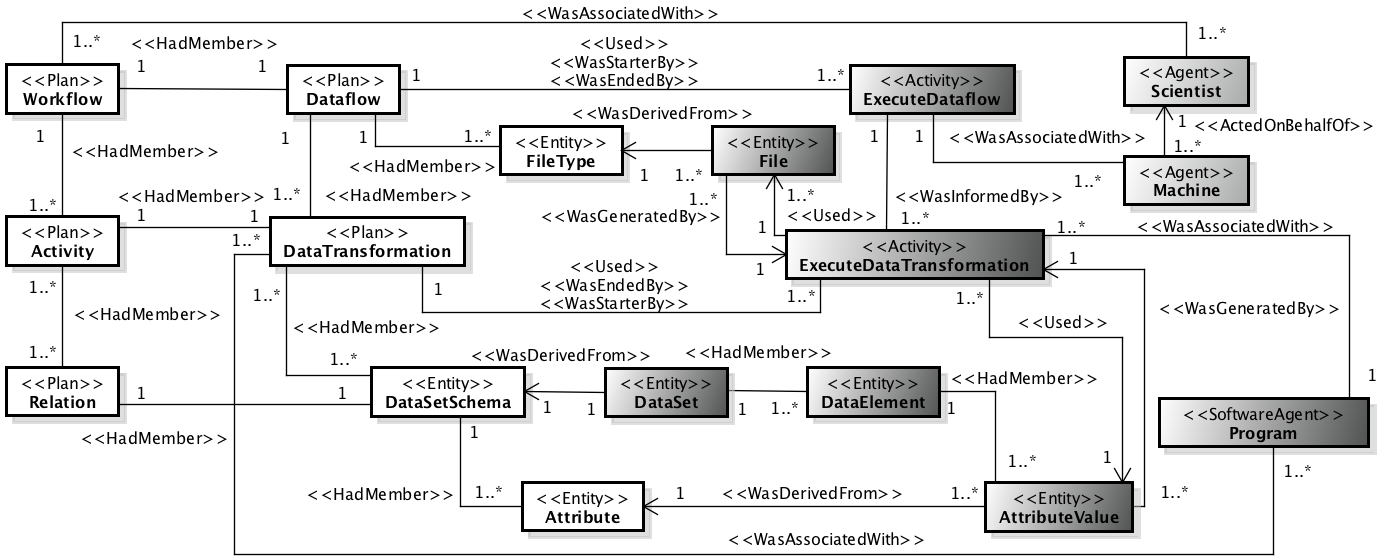 <<WasAssociatedWith>>
1..*
<<HadMember>>
<<Used>>
<<WasStarterBy>>
<<WasEndedBy>>
1..*
1
1
1
1..*
<<Plan>>
Workflow
<<Plan>>
Dataflow
<<Activity>>
ExecuteDataflow
<<Agent>>
Scientist
<<WasDerivedFrom>>
1
<<HadMember>>
1
1
1..*
<<Entity>>
FileType
<<Entity>>
File
1
1
<<WasAssociatedWith>>
1
<<ActedOnBehalfOf>>
1..*
<<HadMember>>
1
1..*
1..*
<<Agent>>
Machine
1..*
<<HadMember>>
1..*
<<HadMember>>
1..*
1..*
<<WasInformedBy>>
1..*
1
1
<<WasGeneratedBy>>
1
<<Used>>
1..*
1..*
<<WasAssociatedWith>>
<<Plan>>
Activity
1..*
<<Plan>>
DataTransformation
<<Activity>>
ExecuteDataTransformation
1
1
<<Used>>
<<WasEndedBy>>
<<WasStarterBy>>
1..*
1..*
1
1..*
1..*
<<HadMember>>
<<HadMember>>
<<Used>>
<<WasGeneratedBy>>
1..*
1..*
<<WasDerivedFrom>>
<<HadMember>>
<<Plan>>
Relation
1
1
<<Entity>>
DataSetSchema
1
1
<<Entity>>
DataSet
1
1..*
<<Entity>>
DataElement
<<HadMember>>
1
1
<<SoftwareAgent>>
Program
<<HadMember>>
1
1..*
1
1..*
<<HadMember>>
1..*
<<Entity>>
Attribute
1
<<WasDerivedFrom>>
1..*
<<Entity>>
AttributeValue
1..*
<<WasAssociatedWith>>